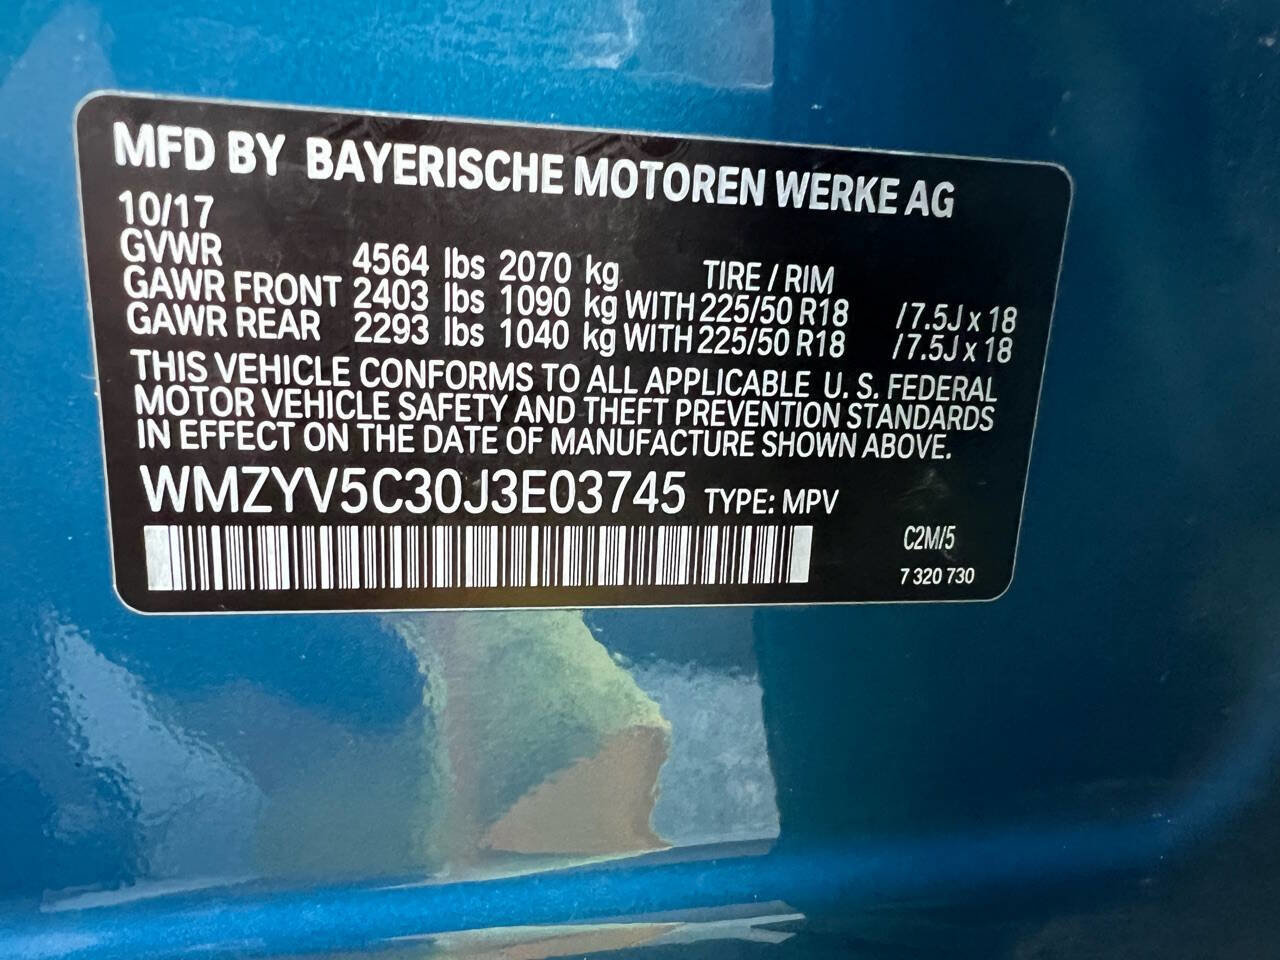 MFD BY BAYERISCHE MOTOREN WERKE AG
10/17
GVWR 4564 lbs 2070 kg TIRE / RIM
GAWR FRONT 2403 lbs 1090 kg WITH 225/50 R18 / 7.5J x 18
GAWR REAR 2293 lbs 1040 kg WITH 225/50 R18 / 7.5J x 18
THIS VEHICLE CONFORMS TO ALL APPLICABLE U. S. FEDERAL
MOTOR VEHICLE SAFETY AND THEFT PREVENTION STANDARDS
IN EFFECT ON THE DATE OF MANUFACTURE SHOWN ABOVE.
WMZYV5C30J3E03745 TYPE: MPV
C2M/5
7 320 730